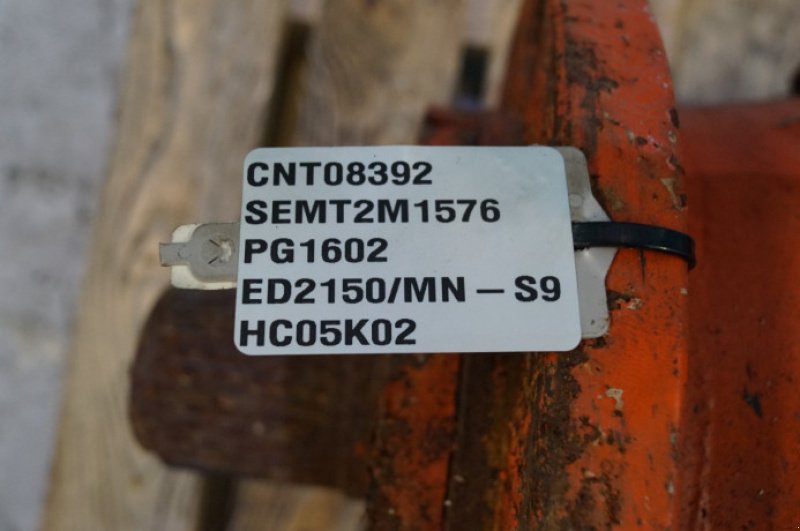 CNT08392
SEMT2M1576
PG1602
ED2150/MN – S9
HC05K02